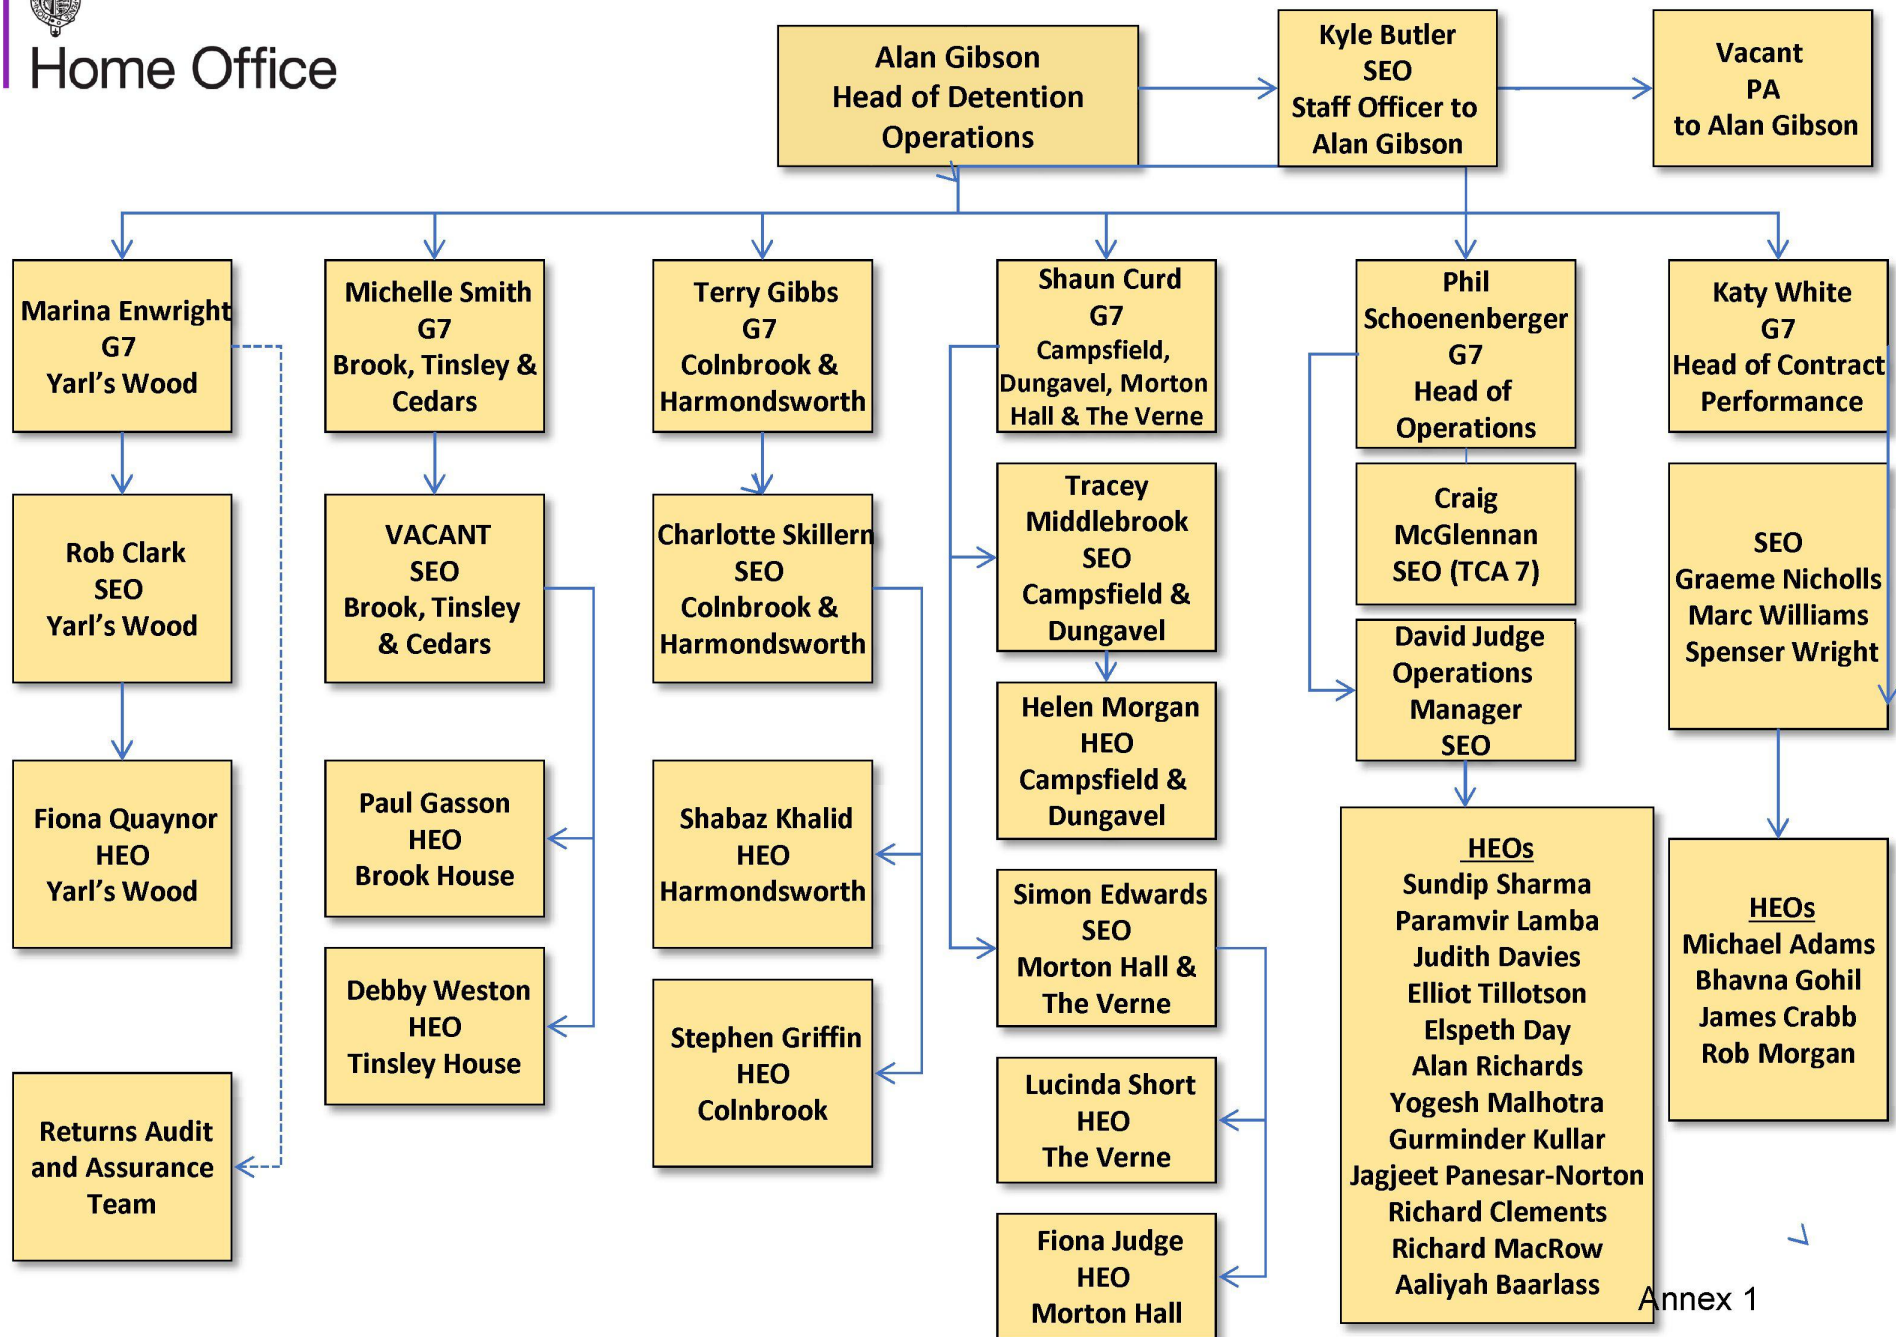 Home Office
Alan Gibson
Head of Detention
Operations
Kyle Butler
SEO
Staff Officer to
Alan Gibson
Vacant
PA
to Alan Gibson
Marina Enwright
G7
Yarl's Wood
Rob Clark
SEO
Yarl's Wood
Fiona Quaynor
HEO
Yarl's Wood
Returns Audit
and Assurance
Team
Michelle Smith
G7
Brook, Tinsley &
Cedars
VACANT
SEO
Brook, Tinsley
& Cedars
Paul Gasson
HEO
Brook House
Debby Weston
HEO
Tinsley House
Terry Gibbs
G7
Colnbrook &
Harmondsworth
Charlotte Skillern
SEO
Colnbrook &
Harmondsworth
Shabaz Khalid
HEO
Harmondsworth
Stephen Griffin
HEO
Colnbrook
Shaun Curd
G7
Campsfield,
Dungavel, Morton
Hall & The Verne
Tracey
Middlebrook
SEO
Campsfield &
Dungavel
Helen Morgan
HEO
Campsfield &
Dungavel
Simon Edwards
SEO
Morton Hall &
The Verne
Lucinda Short
HEO
The Verne
Fiona Judge
HEO
Morton Hall
Phil
Schoenenberger
G7
Head of
Operations
Craig
McGlennan
SEO (TCA 7)
David Judge
Operations
Manager
SEO
HEOs
Sundip Sharma
Paramvir Lamba
Judith Davies
Elliot Tillotson
Elspeth Day
Alan Richards
Yogesh Malhotra
Gurminder Kullar
Jagjeet Panesar-Norton
Richard Clements
Richard MacRow
Aaliyah Baarlass
Katy White
G7
Head of Contract
Performance
SEO
Graeme Nicholls
Marc Williams
Spenser Wright
HEOs
Michael Adams
Bhavna Gohil
James Crabb
Rob Morgan
Annex 1